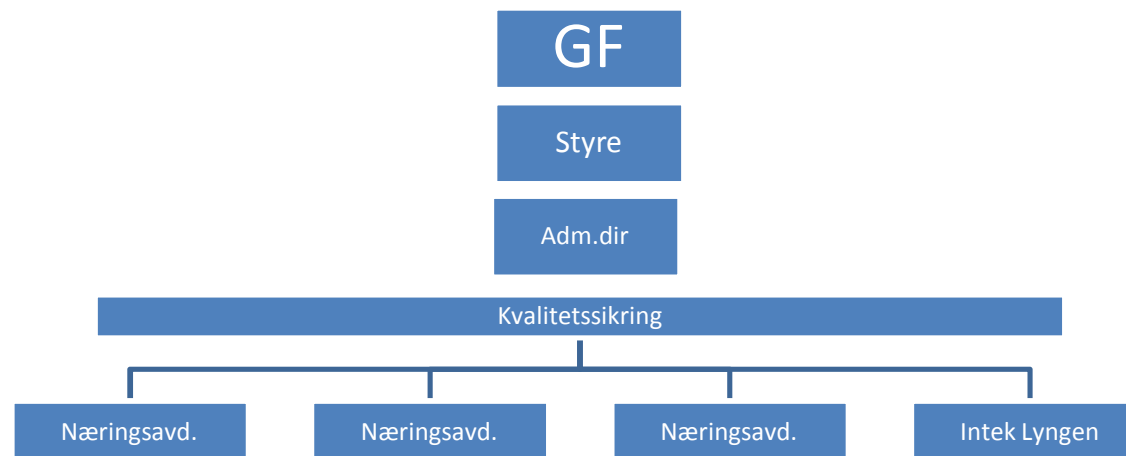 GF
Styre
Adm.dir
Kvalitetssikring
Næringsavd.
Næringsavd.
Næringsavd.
Intek Lyngen